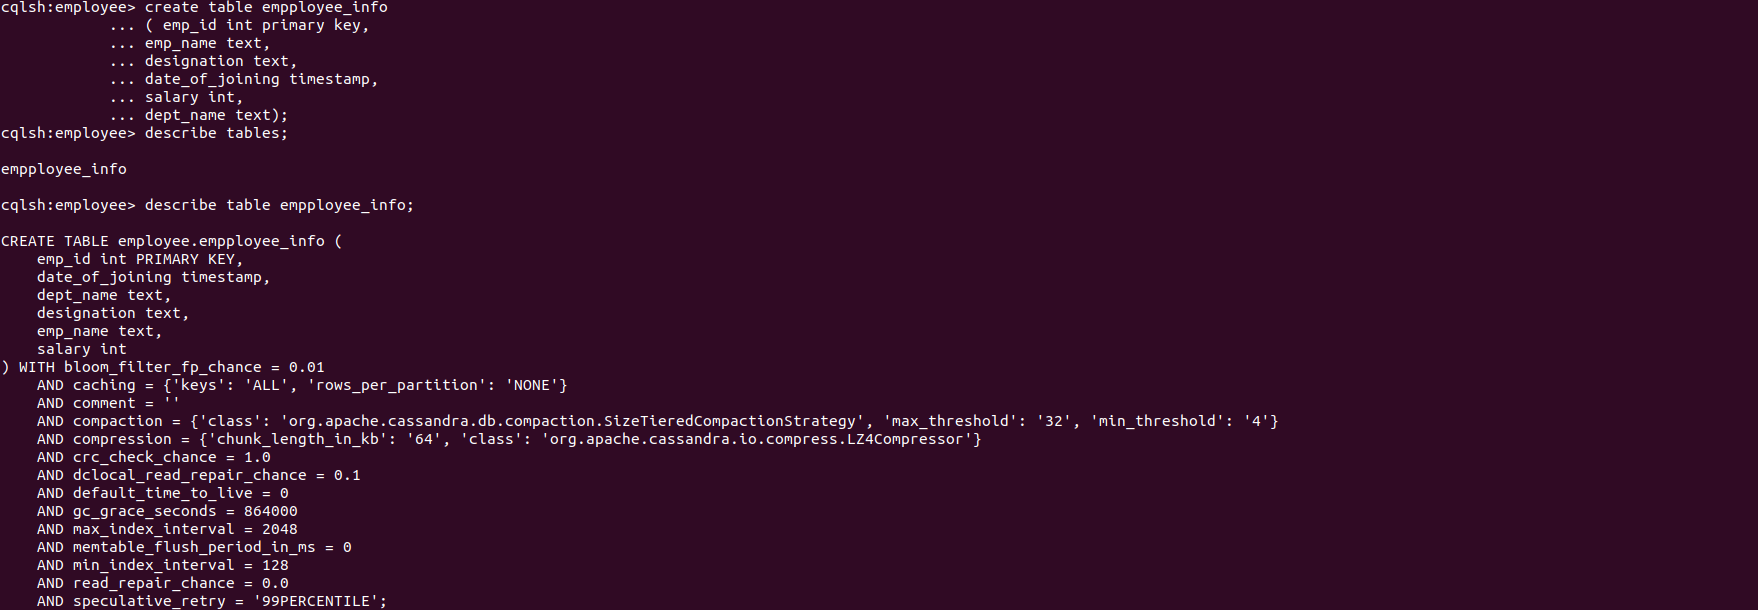 cqlsh:employee> create table empployee_info
            ... ( emp_id int primary key,
            ... emp_name text,
            ... designation text,
            ... date_of_joining timestamp,
            ... salary int,
            ... dept_name text);
cqlsh:employee> describe tables;

empployee_info

cqlsh:employee> describe table empployee_info;

CREATE TABLE employee.empployee_info (
    emp_id int PRIMARY KEY,
    date_of_joining timestamp,
    dept_name text,
    designation text,
    emp_name text,
    salary int
) WITH bloom_filter_fp_chance = 0.01
    AND caching = {'keys': 'ALL', 'rows_per_partition': 'NONE'}
    AND comment = ''
    AND compaction = {'class': 'org.apache.cassandra.db.compaction.SizeTieredCompactionStrategy', 'max_threshold': '32', 'min_threshold': '4'}
    AND compression = {'chunk_length_in_kb': '64', 'class': 'org.apache.cassandra.io.compress.LZ4Compressor'}
    AND crc_check_chance = 1.0
    AND dclocal_read_repair_chance = 0.1
    AND default_time_to_live = 0
    AND gc_grace_seconds = 864000
    AND max_index_interval = 2048
    AND memtable_flush_period_in_ms = 0
    AND min_index_interval = 128
    AND read_repair_chance = 0.0
    AND speculative_retry = '99PERCENTILE';